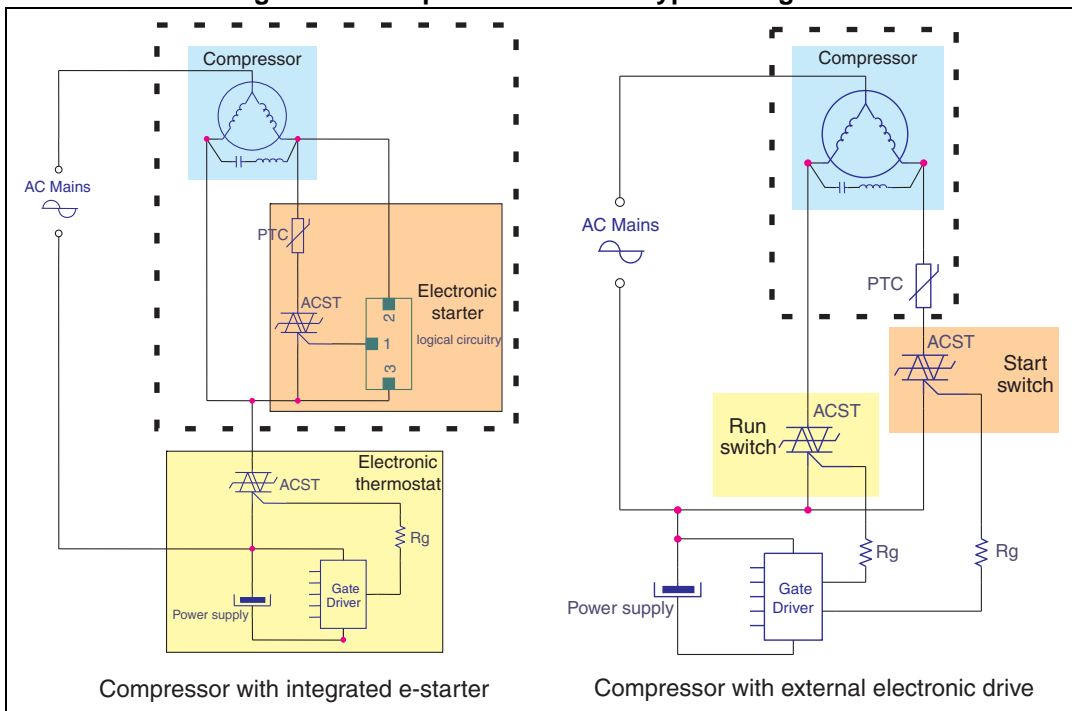 Compressor
AC Mains
PTC
ACST
Electronic
starter
logical circuitry
2
1
3
Electronic
thermostat
ACST
Rg
Gate
Driver
Power supply
Compressor with integrated e-starter
Compressor
AC Mains
PTC
ACST
Start
switch
ACST
Run
switch
Rg
Rg
Gate
Driver
Power supply
Compressor with external electronic drive